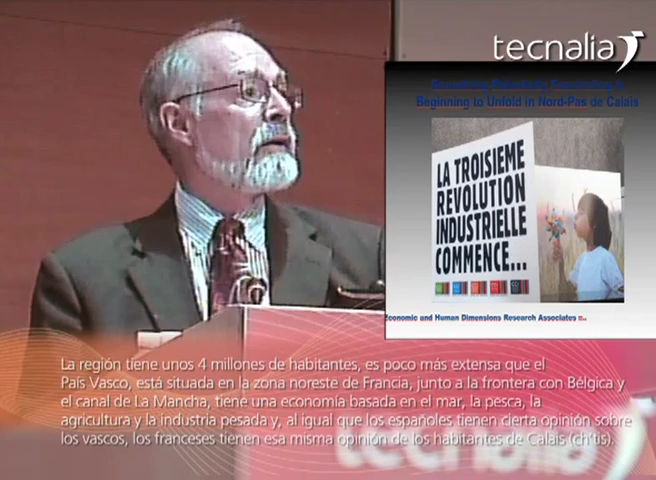 tecnalia
Beginning to Unfold in Nord-Pas de Calais
LA TROISIEME
REVOLUTION
INDUSTRIELLE
COMMENCE...
Economic and Human Dimensions Research Associates
La región tiene unos 4 millones de habitantes, es poco más extensa que el
País Vasco, está situada en la zona noreste de Francia, junto a la frontera con Bélgica y
el canal de La Mancha, tiene una economía basada en el mar, la pesca, la
agricultura y la industria pesada y, al igual que los españoles tienen cierta opinión sobre
los vascos, los franceses tienen esa misma opinión de los habitantes de Calais (ch'tis).
tecnalia